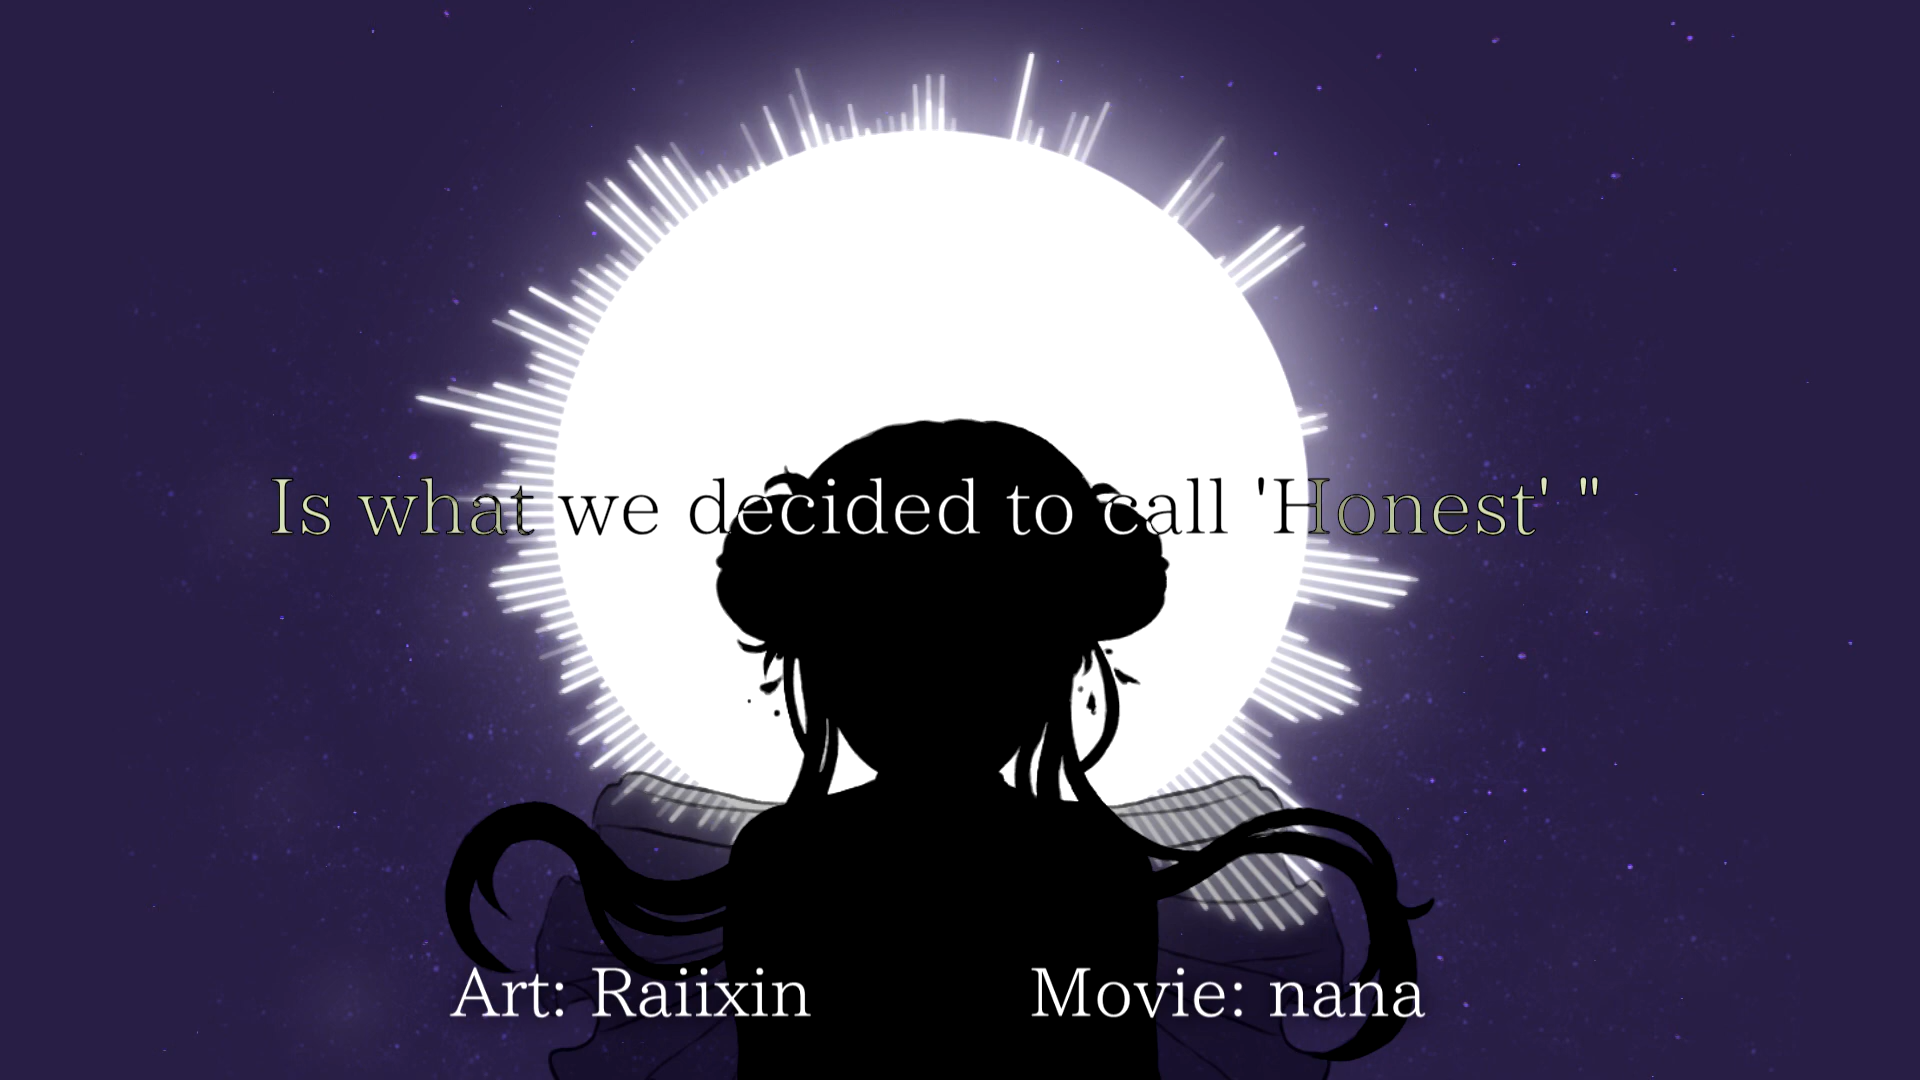 Is what we decided to call 'Honest' "
Art: Raiixin
Movie: nana